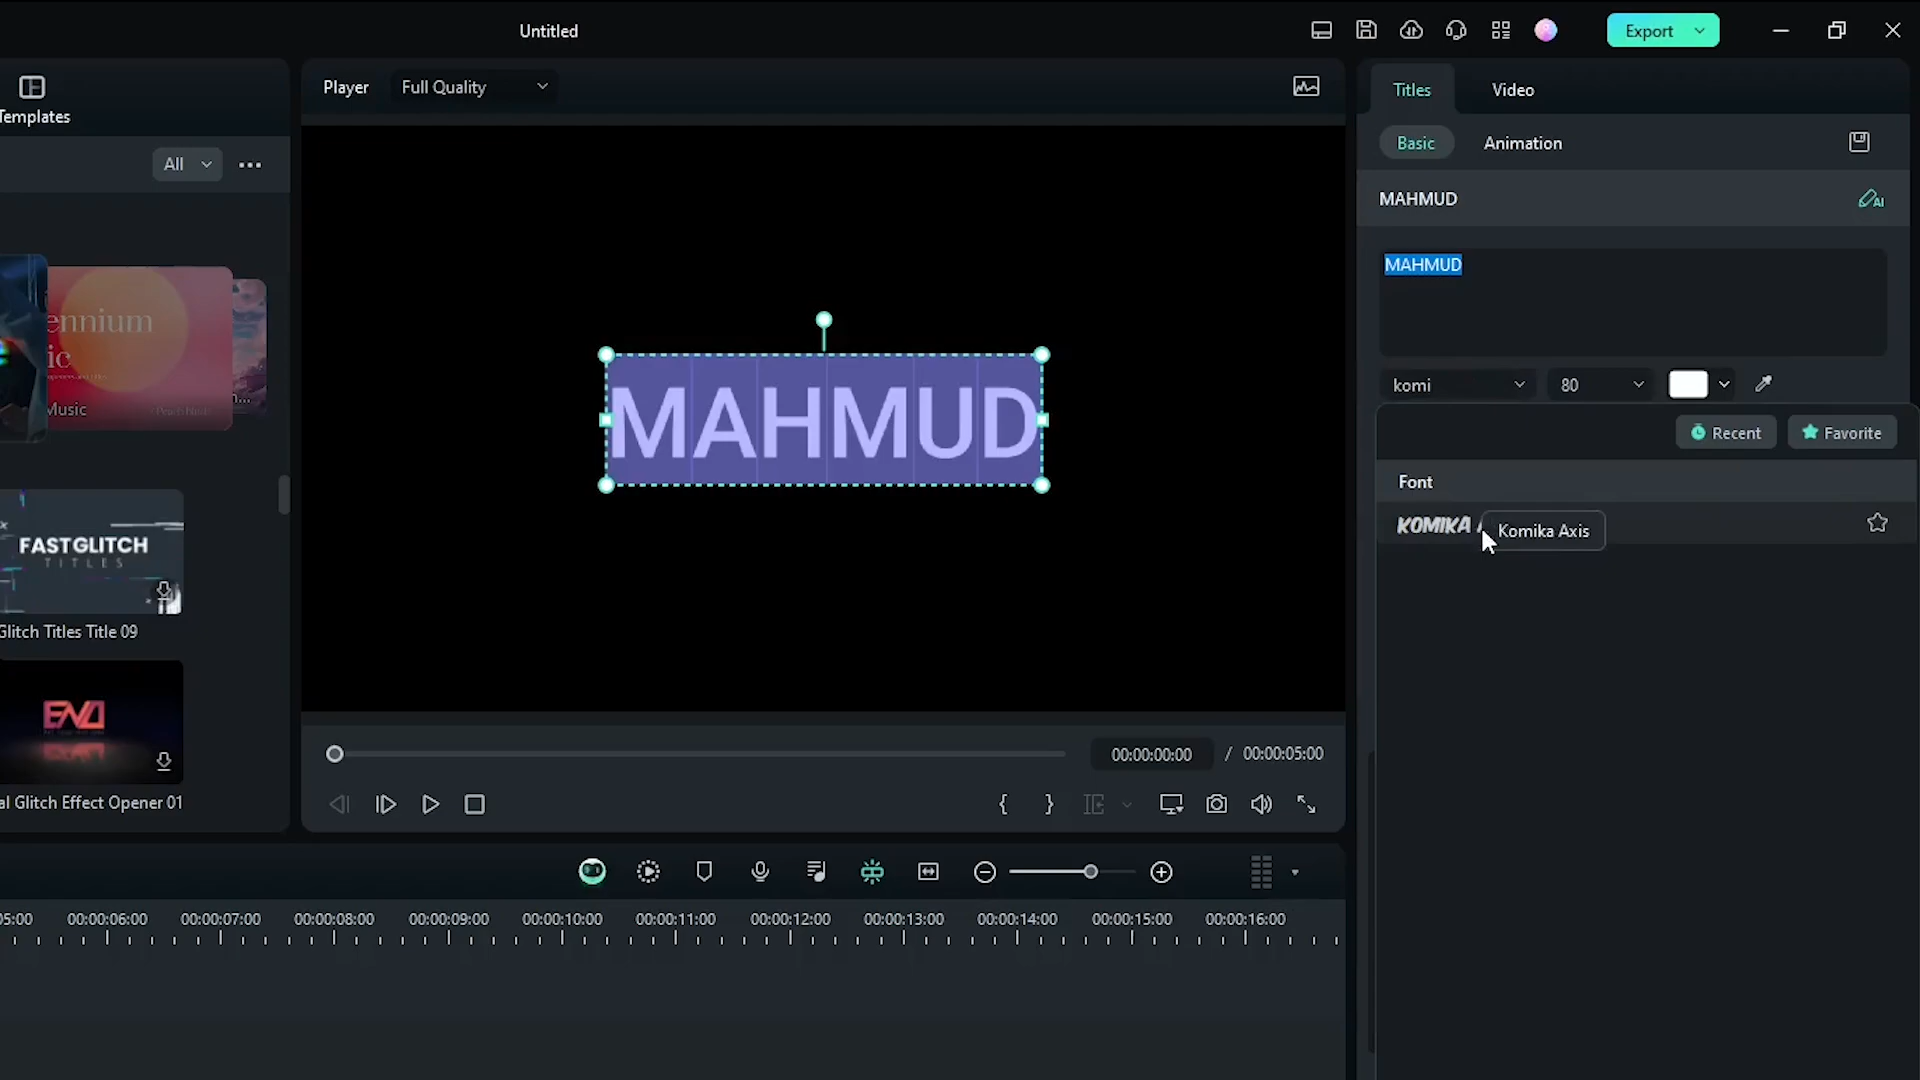 Untitled
Export
Templates
Player
Full Quality
Titles
Video
All
Basic
Animation
MAHMUD
AI
MAHMUD
ennium
ic
Music
MAHMUD
komi
80
Recent
Favorite
Font
KOMIKA
Komika Axis
FASTGLITCH
TITLES
Glitch Titles Title 09
al Glitch Effect Opener 01
00:00:00:00 / 00:00:05:00
05:00 00:00:06:00 00:00:07:00 00:00:08:00 00:00:09:00 00:00:10:00 00:00:11:00 00:00:12:00 00:00:13:00 00:00:14:00 00:00:15:00 00:00:16:00